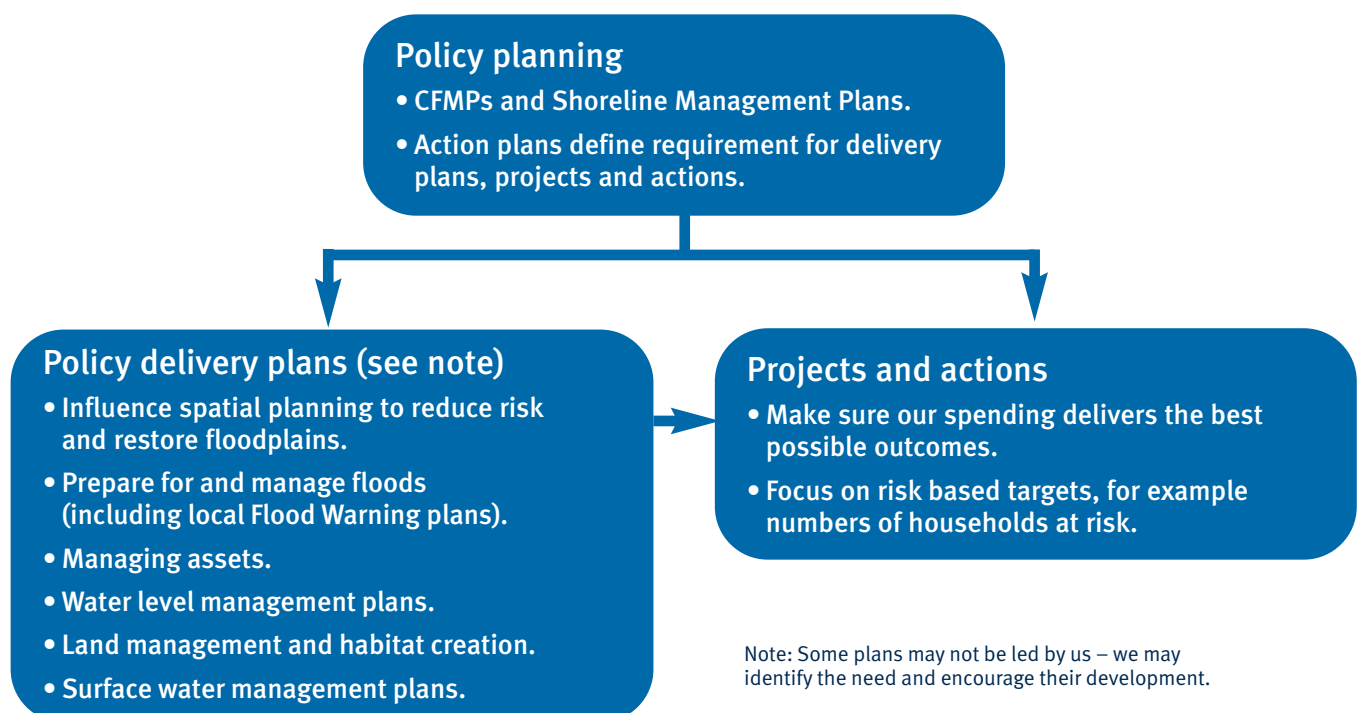 Policy planning
• CFMPs and Shoreline Management Plans.
• Action plans define requirement for delivery
plans, projects and actions.
Policy delivery plans (see note)
• Influence spatial planning to reduce risk
and restore floodplains.
• Prepare for and manage floods
(including local Flood Warning plans).
• Managing assets.
• Water level management plans.
• Land management and habitat creation.
• Surface water management plans.
Projects and actions
• Make sure our spending delivers the best
possible outcomes.
• Focus on risk based targets, for example
numbers of households at risk.
Note: Some plans may not be led by us – we may
identify the need and encourage their development.